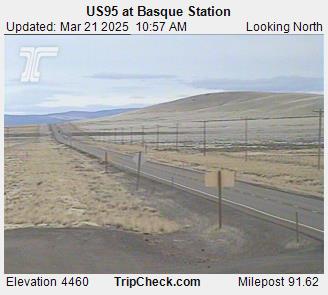 US95 at Basque Station
Updated: Mar 21 2025 10:57 AM Looking North
Elevation 4460 TripCheck.com Milepost 91.62